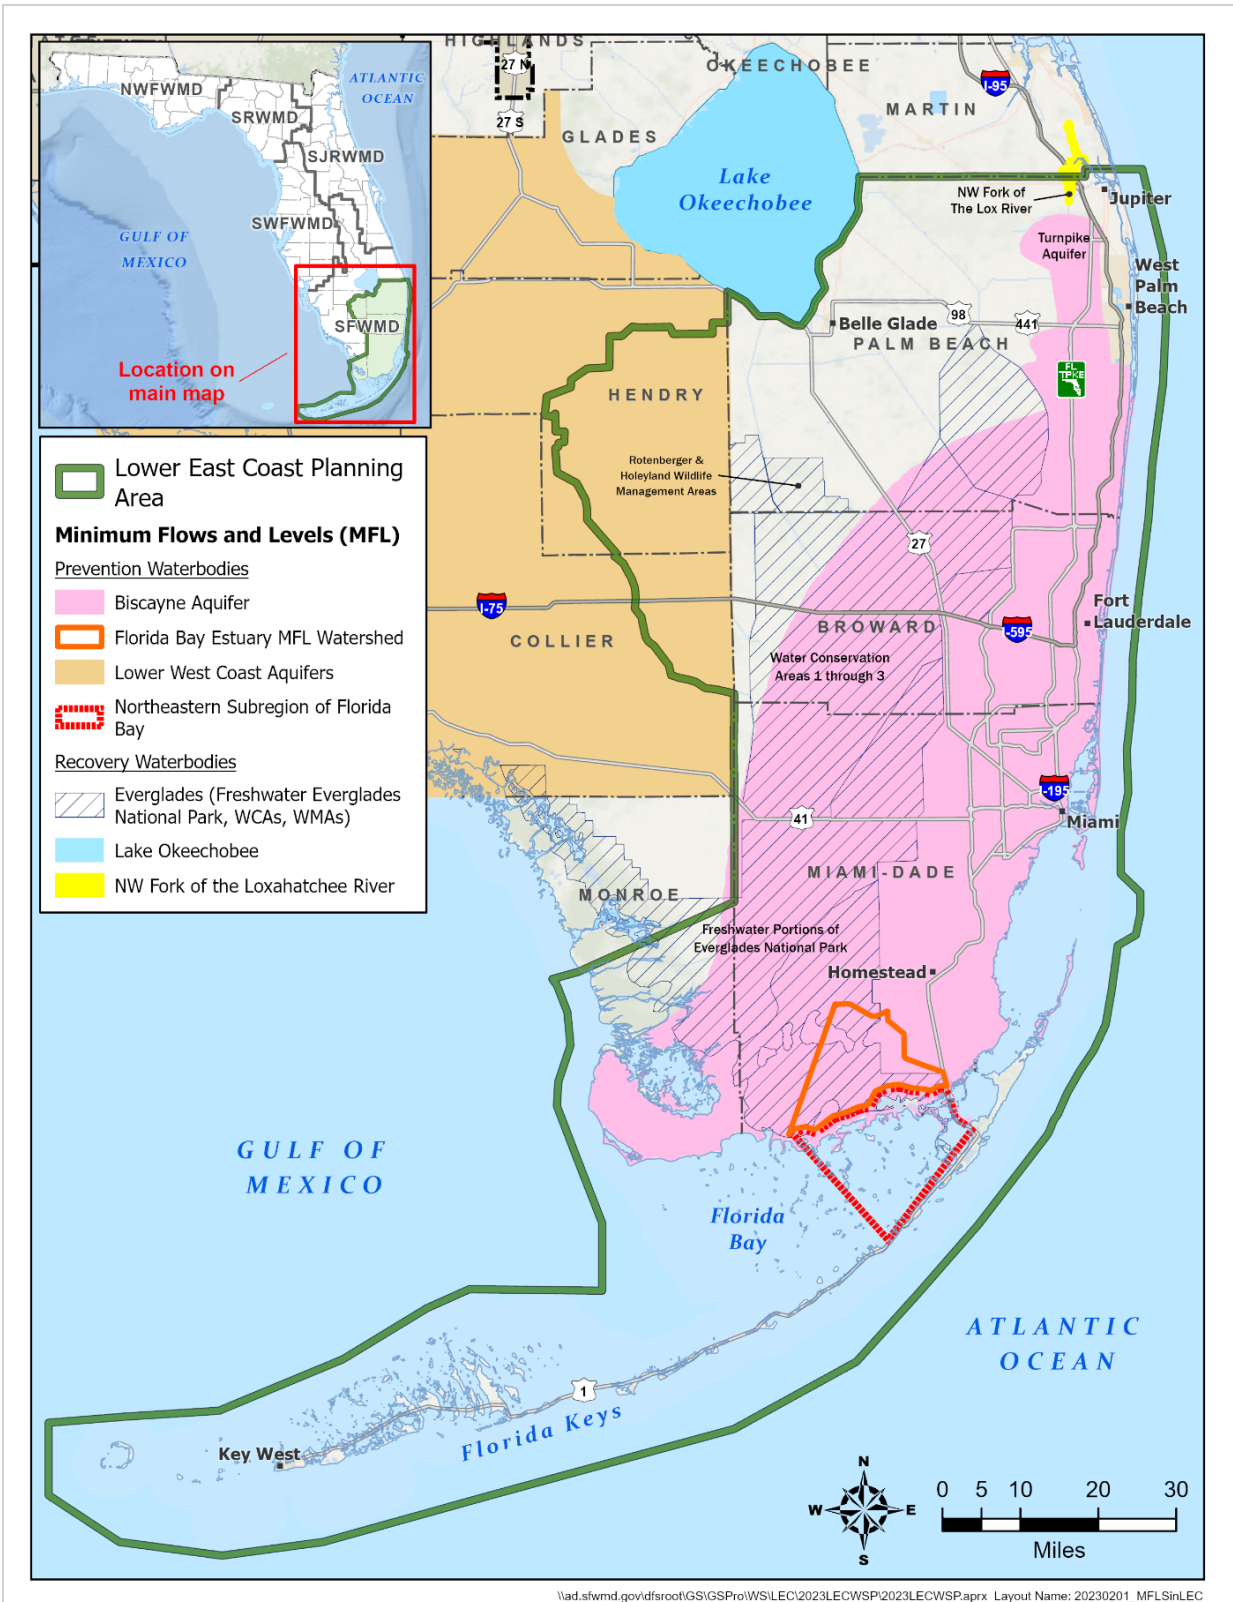 HIGHLANDS
27 N
27 S
OKEECHOBEE
GLADES
MARTIN
I-95
Lake
Okeechobee
NW Fork of
The Lox River
Jupiter
Turnpike
Aquifer
West
Palm
Beach
Belle Glade
98
441
PALM BEACH
FL
TPKE
HENDRY
Rotenberger &
Holeyland Wildlife
Management Areas
27
I-75
COLLIER
BROWARD
I-595
Fort
Lauderdale
Water Conservation
Areas 1 through 3
I-195
Miami
41
MIAMI-DADE
MONROE
Freshwater Portions of
Everglades National Park
Homestead
GULF OF
MEXICO
Florida
Bay
ATLANTIC
OCEAN
1
Florida Keys
Key West
NWFWMD
SRWMD
SJRWMD
SWFWMD
SFWMD
ATLANTIC
OCEAN
GULF OF
MEXICO
Location on
main map
Lower East Coast Planning
Area
Minimum Flows and Levels (MFL)
Prevention Waterbodies
Biscayne Aquifer
Florida Bay Estuary MFL Watershed
Lower West Coast Aquifers
Northeastern Subregion of Florida
Bay
Recovery Waterbodies
Everglades (Freshwater Everglades
National Park, WCAs, WMAs)
Lake Okeechobee
NW Fork of the Loxahatchee River
N
W E
S
0 5 10 20 30
Miles
\\ad.sfwmd.gov\dfsroot\GS\GSPro\WS\LEC\2023LECWSP\2023LECWSP.aprx Layout Name: 20230201_MFLSinLEC